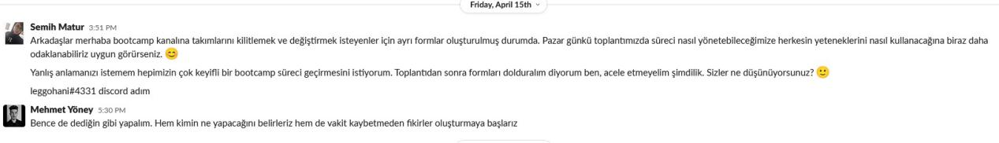 Friday, April 15th
Semih Matur 3:51 PM
Arkadaşlar merhaba bootcamp kanalına takımlarını kilitlemek ve değiştirmek isteyenler için ayrı formlar oluşturulmuş durumda. Pazar günkü toplantımızda süreci nasıl yönetebileceğimize herkesin yeteneklerini nasıl kullanacağına biraz daha
odaklanabiliriz uygun görürseniz. 😊
Yanlış anlamanızı istemem hepimizin çok keyifli bir bootcamp süreci geçirmesini istiyorum. Toplantıdan sonra formları dolduralım diyorum ben, acele etmeyelim şimdilik. Sizler ne düşünüyorsunuz? 🙂
leggohani#4331 discord adım
Mehmet Yöney 5:30 PM
Bence de dediğin gibi yapalım. Hem kimin ne yapacağını belirleriz hem de vakit kaybetmeden fikirler oluşturmaya başlarız